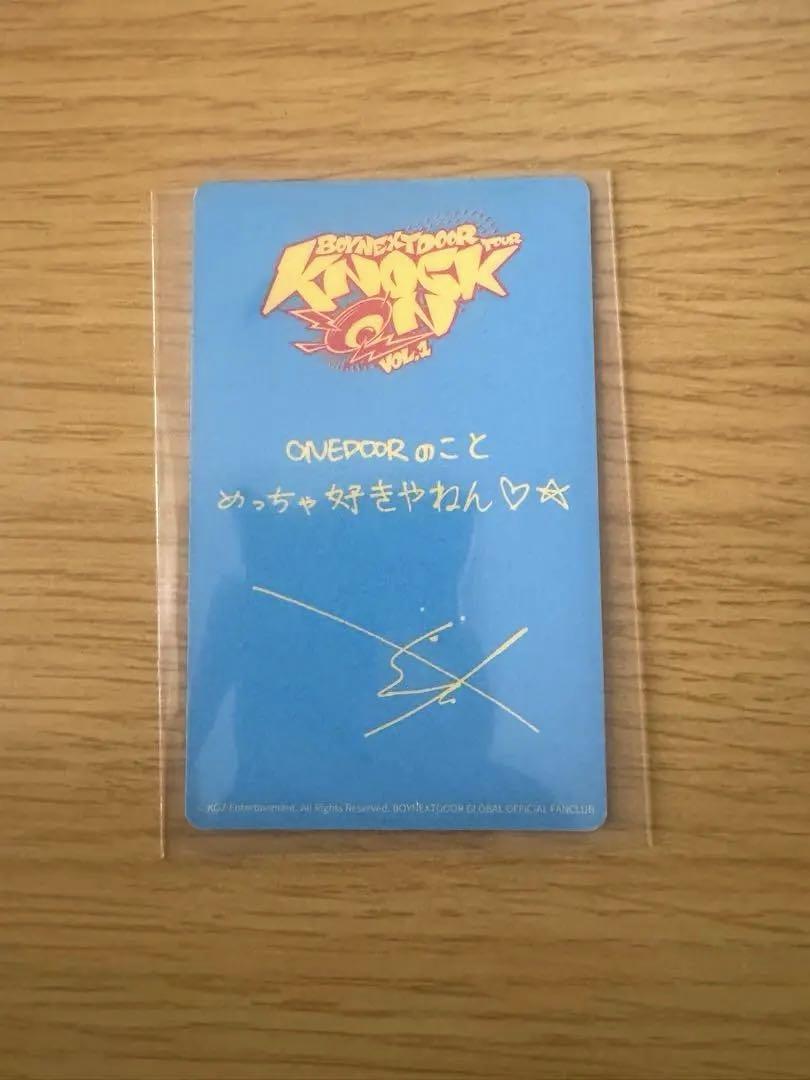 BOYNEXTDOOR TOUR
KNOCK
ON
VOL.1
ONEDOORのこと
めっちゃ好きやねん♡☆
KOZ Entertainment. All Rights Reserved. BOYNEXTDOOR GLOBAL OFFICIAL FANCLUB